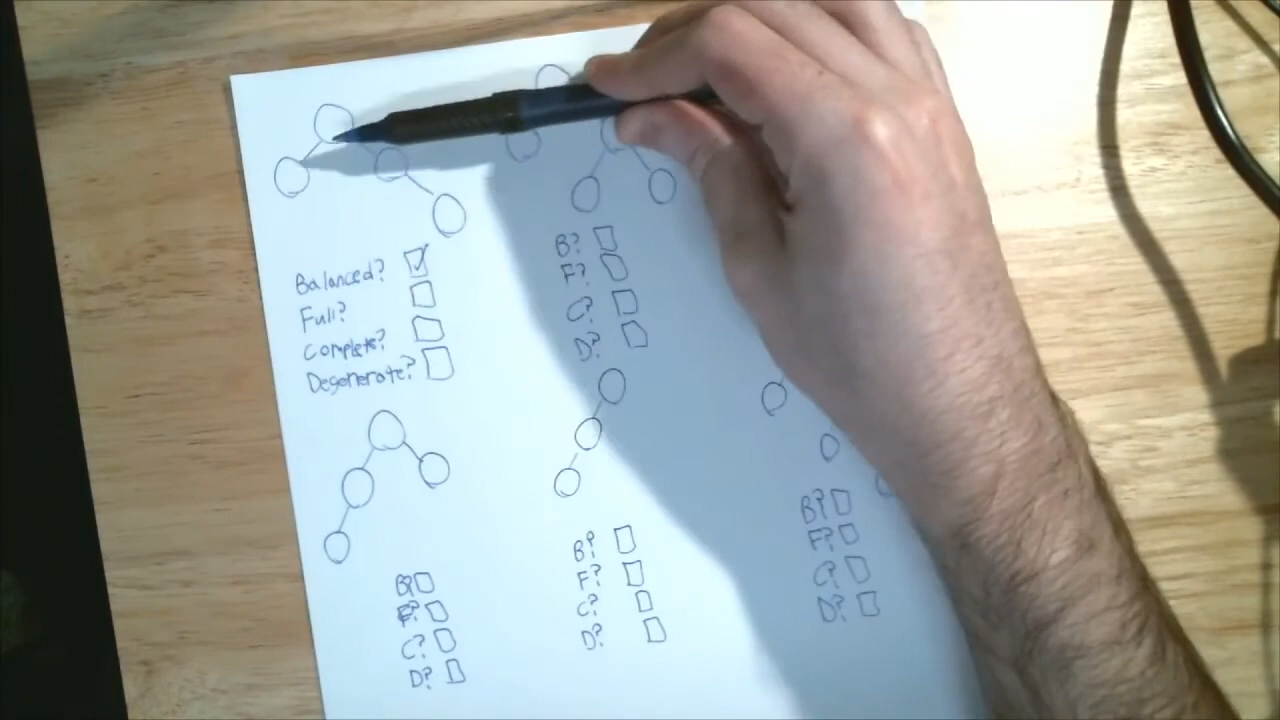 Balanced?
Full?
Complete?
Degenerate?
B?
F?
C?
D?
B?
F?
C?
D?
B?
F?
C?
D?
B?
F?
C?
D?